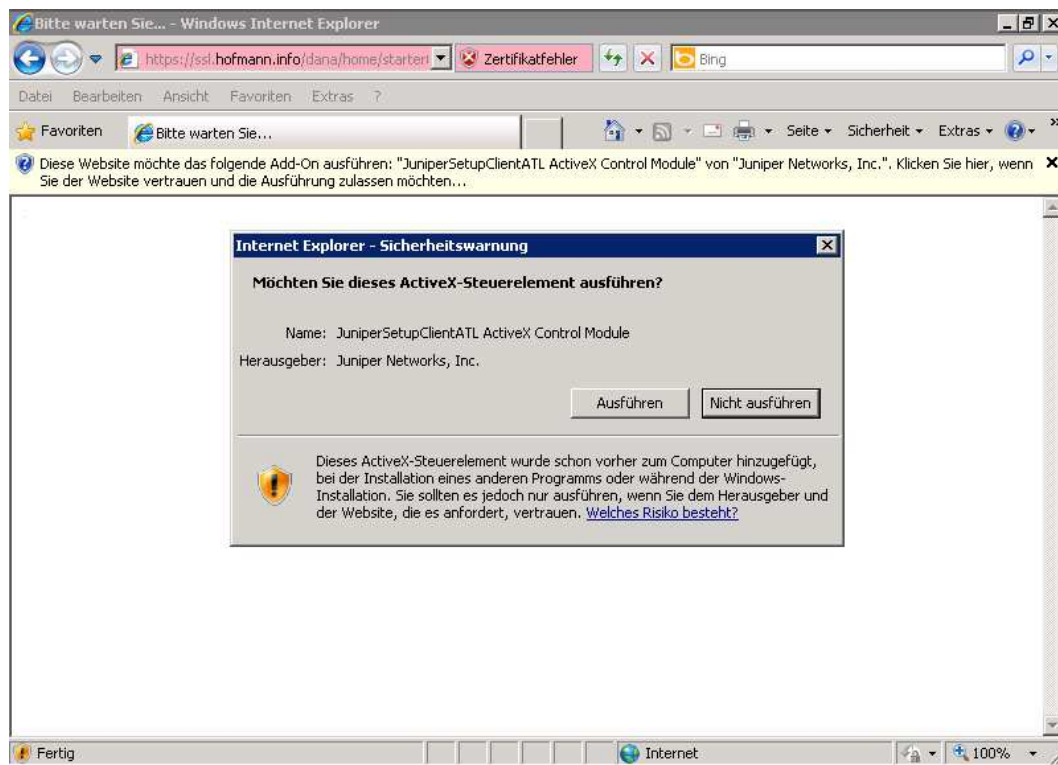 Bitte warten Sie... - Windows Internet Explorer
https://ssl.hofmann.info/dana/home/starter Zertifikatfehler Bing
Datei Bearbeiten Ansicht Favoriten Extras ?
Favoriten Bitte warten Sie... Seite Sicherheit Extras
Diese Website möchte das folgende Add-On ausführen: "JuniperSetupClientATL ActiveX Control Module" von "Juniper Networks, Inc.". Klicken Sie hier, wenn
Sie der Website vertrauen und die Ausführung zulassen möchten...
Internet Explorer - Sicherheitswarnung
Möchten Sie dieses ActiveX-Steuerelement ausführen?
Name: JuniperSetupClientATL ActiveX Control Module
Herausgeber: Juniper Networks, Inc.
Ausführen Nicht ausführen
Dieses ActiveX-Steuerelement wurde schon vorher zum Computer hinzugefügt,
bei der Installation eines anderen Programms oder während der Windows-
Installation. Sie sollten es jedoch nur ausführen, wenn Sie dem Herausgeber und
der Website, die es anfordert, vertrauen. Welches Risiko besteht?
Fertig Internet 100%